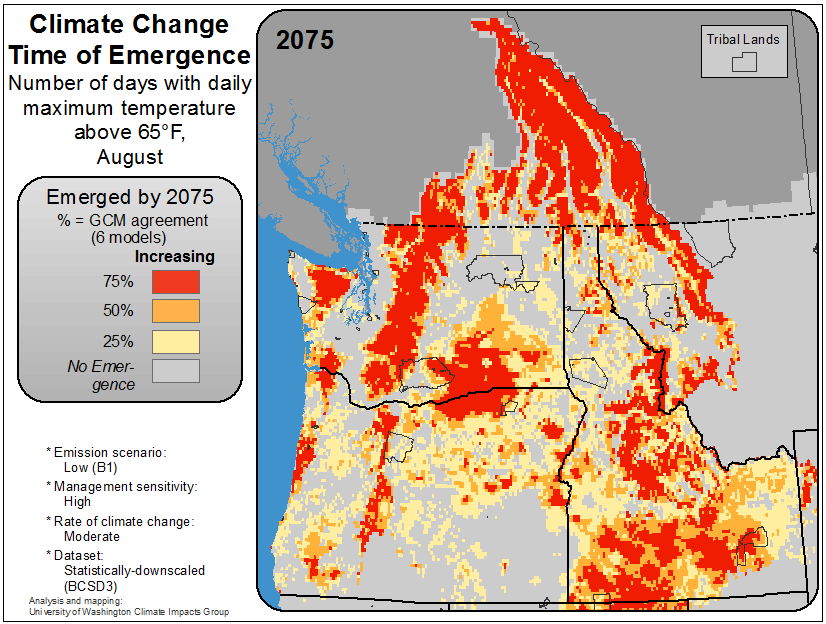 Climate Change
Time of Emergence
Number of days with daily
maximum temperature
above 65°F,
August
Emerged by 2075
% = GCM agreement
(6 models)
Increasing
75%
50%
25%
No Emer-
gence
* Emission scenario:
Low (B1)
* Management sensitivity:
High
* Rate of climate change:
Moderate
* Dataset:
Statistically-downscaled
(BCSD3)
Analysis and mapping:
University of Washington Climate Impacts Group
2075
Tribal Lands